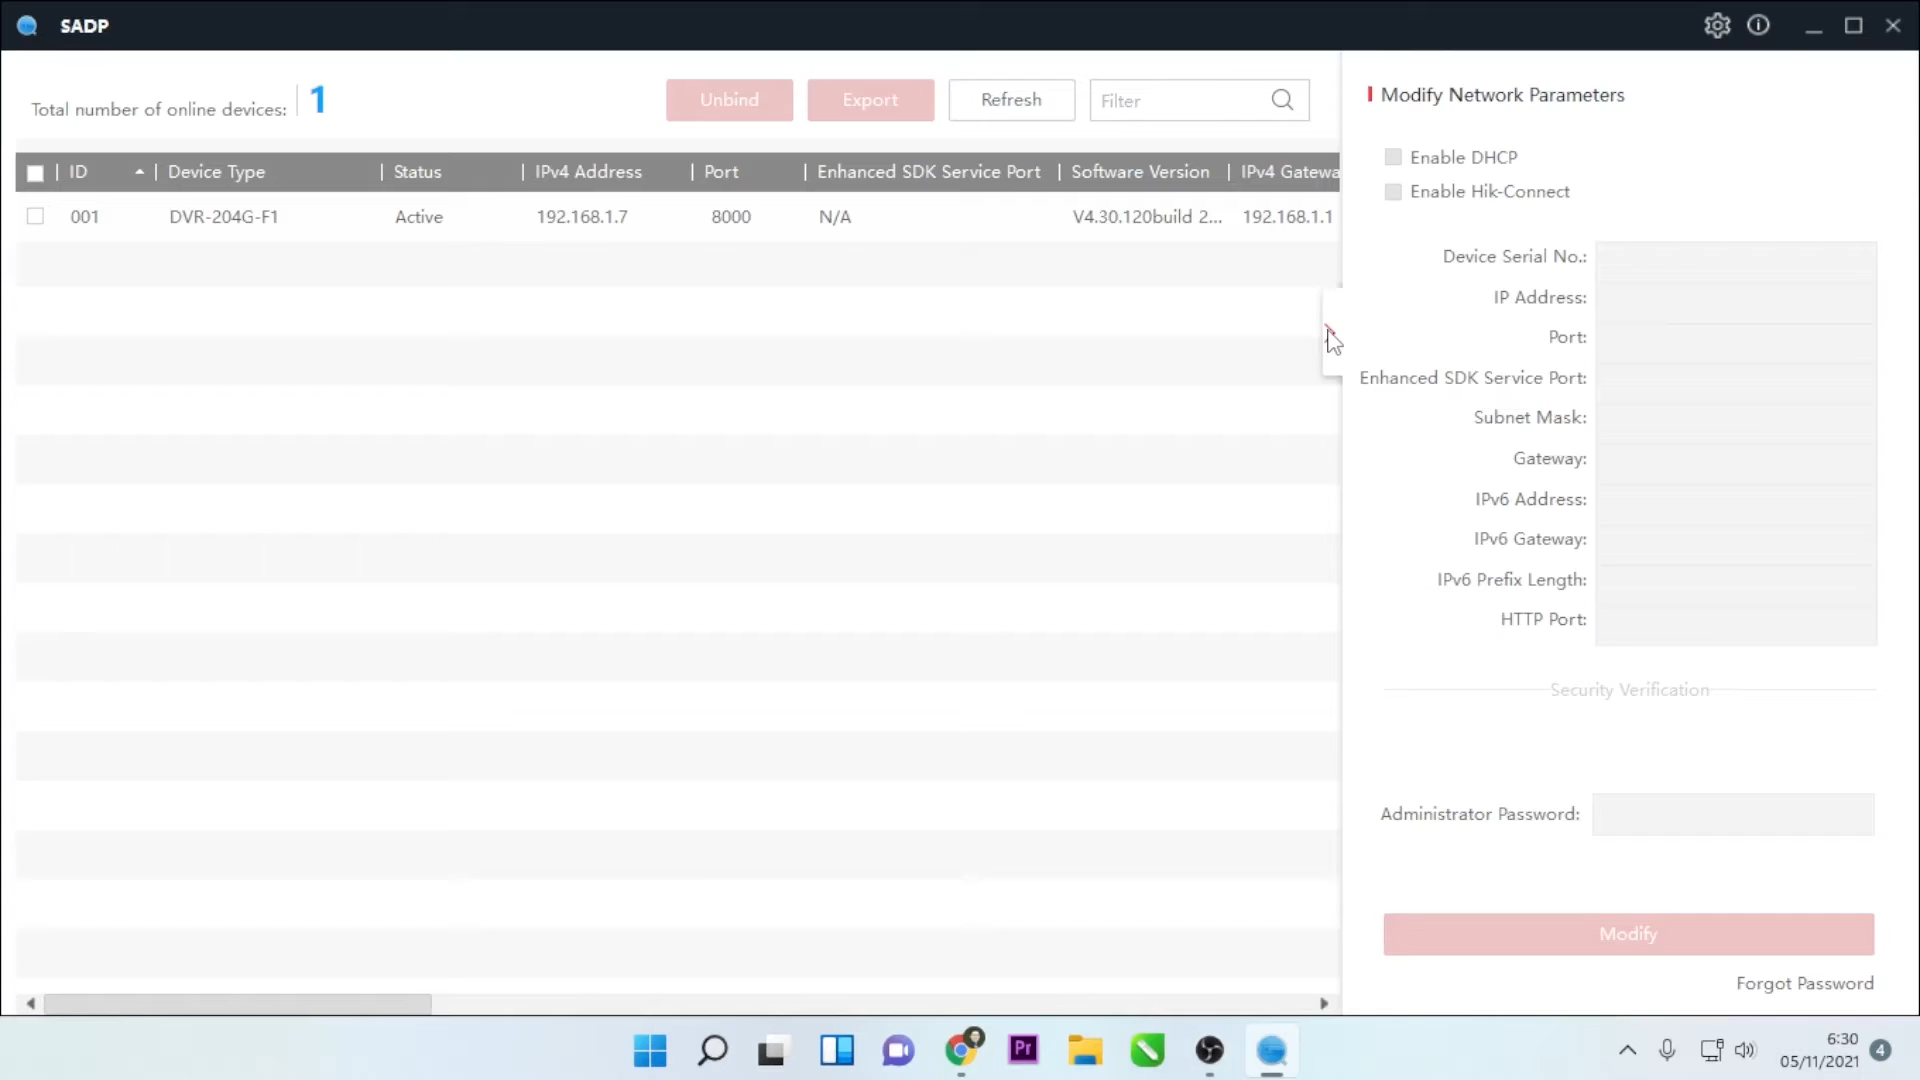 SADP
Total number of online devices: 1
Unbind
Export
Refresh
Filter
ID
Device Type
Status
IPv4 Address
Port
Enhanced SDK Service Port
Software Version
IPv4 Gatewa
001
DVR-204G-F1
Active
192.168.1.7
8000
N/A
V4.30.120build 2...
192.168.1.1
Modify Network Parameters
Enable DHCP
Enable Hik-Connect
Device Serial No.:
IP Address:
Port:
Enhanced SDK Service Port:
Subnet Mask:
Gateway:
IPv6 Address:
IPv6 Gateway:
IPv6 Prefix Length:
HTTP Port:
Security Verification
Administrator Password:
Modify
Forgot Password
Pr
6:30
05/11/2021
4